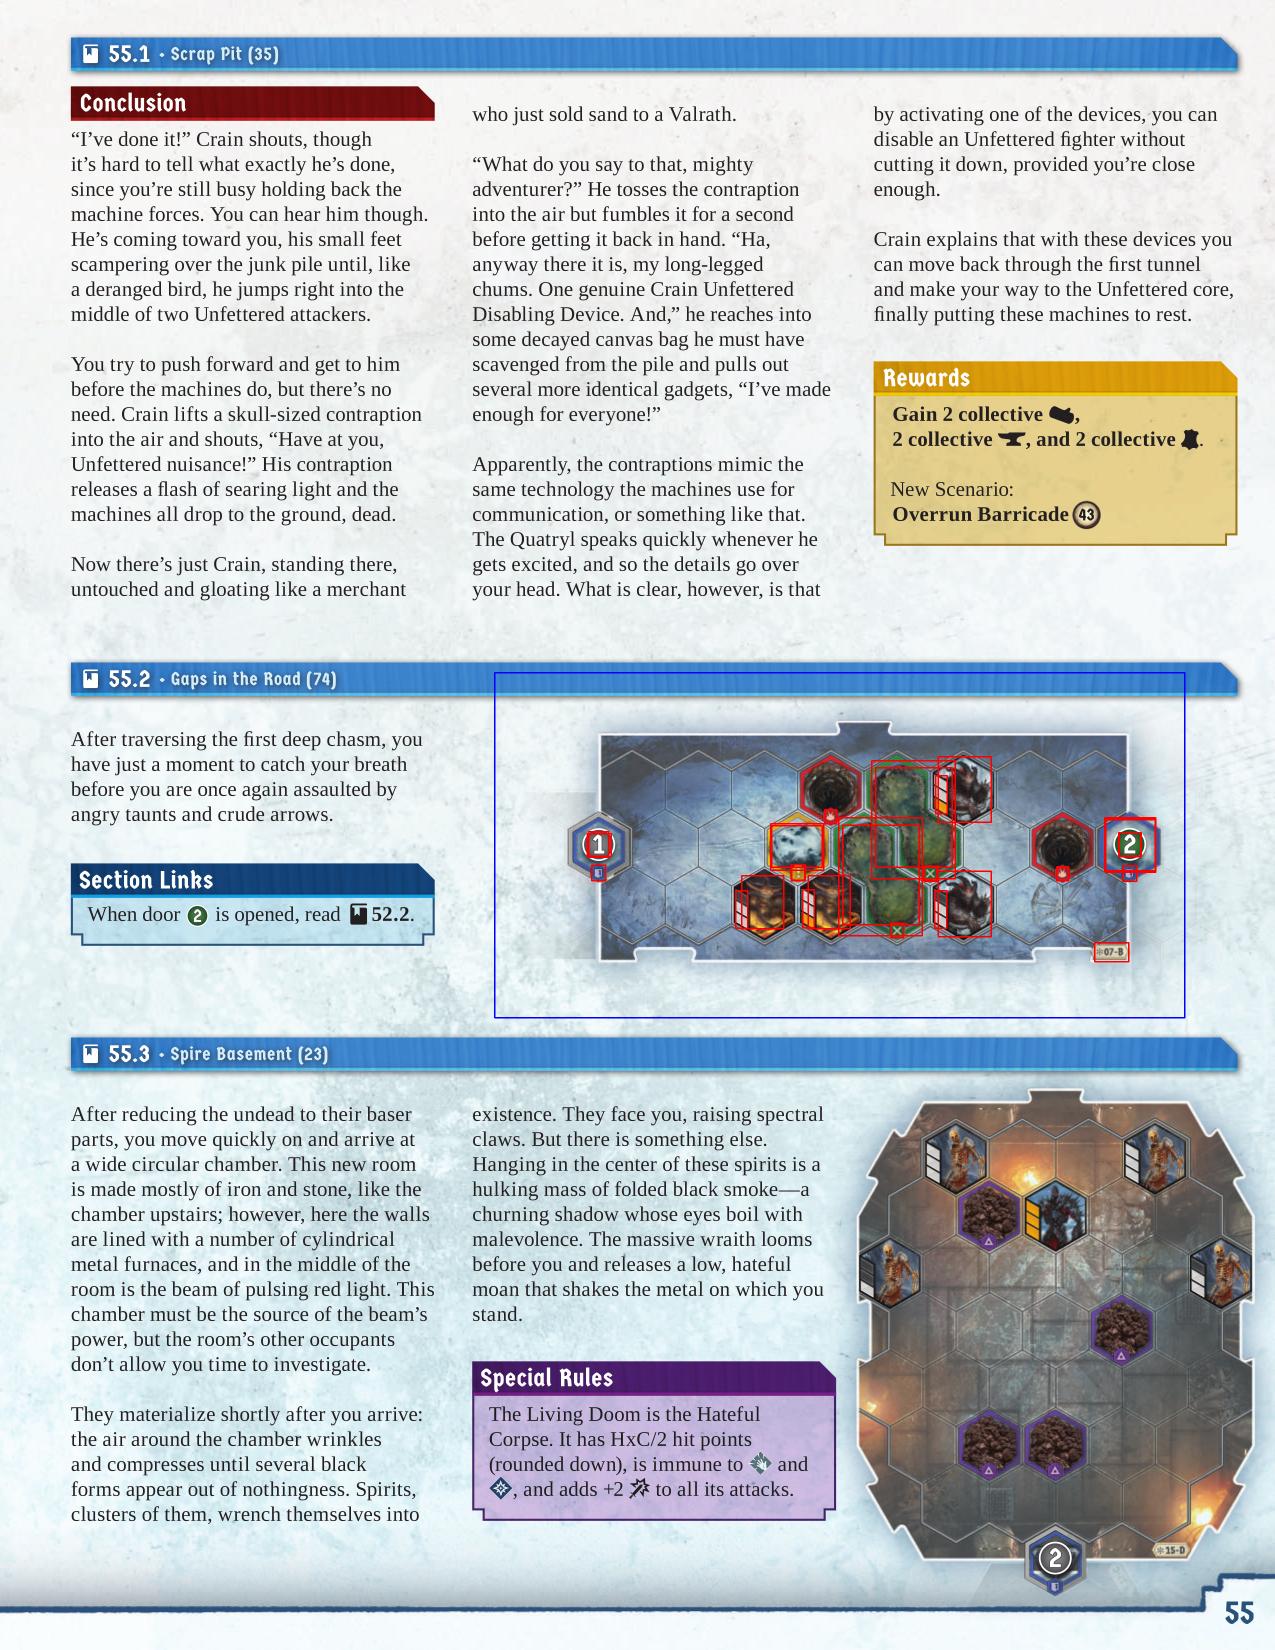 55.1 • Scrap Pit (35)
Conclusion
“I’ve done it!” Crain shouts, though
it’s hard to tell what exactly he’s done,
since you’re still busy holding back the
machine forces. You can hear him though.
He’s coming toward you, his small feet
scampering over the junk pile until, like
a deranged bird, he jumps right into the
middle of two Unfettered attackers.
You try to push forward and get to him
before the machines do, but there’s no
need. Crain lifts a skull-sized contraption
into the air and shouts, “Have at you,
Unfettered nuisance!” His contraption
releases a flash of searing light and the
machines all drop to the ground, dead.
Now there’s just Crain, standing there,
untouched and gloating like a merchant
who just sold sand to a Valrath.
“What do you say to that, mighty
adventurer?” He tosses the contraption
into the air but fumbles it for a second
before getting it back in hand. “Ha,
anyway there it is, my long-legged
chums. One genuine Crain Unfettered
Disabling Device. And,” he reaches into
some decayed canvas bag he must have
scavenged from the pile and pulls out
several more identical gadgets, “I’ve made
enough for everyone!”
Apparently, the contraptions mimic the
same technology the machines use for
communication, or something like that.
The Quatryl speaks quickly whenever he
gets excited, and so the details go over
your head. What is clear, however, is that
by activating one of the devices, you can
disable an Unfettered fighter without
cutting it down, provided you’re close
enough.
Crain explains that with these devices you
can move back through the first tunnel
and make your way to the Unfettered core,
finally putting these machines to rest.
Rewards
Gain 2 collective ,
2 collective , and 2 collective .
New Scenario:
Overrun Barricade 43
55.2 • Gaps in the Road (74)
After traversing the first deep chasm, you
have just a moment to catch your breath
before you are once again assaulted by
angry taunts and crude arrows.
Section Links
When door 2 is opened, read 52.2.
1
2
07-B
55.3 • Spire Basement (23)
After reducing the undead to their baser
parts, you move quickly on and arrive at
a wide circular chamber. This new room
is made mostly of iron and stone, like the
chamber upstairs; however, here the walls
are lined with a number of cylindrical
metal furnaces, and in the middle of the
room is the beam of pulsing red light. This
chamber must be the source of the beam’s
power, but the room’s other occupants
don’t allow you time to investigate.
They materialize shortly after you arrive:
the air around the chamber wrinkles
and compresses until several black
forms appear out of nothingness. Spirits,
clusters of them, wrench themselves into
existence. They face you, raising spectral
claws. But there is something else.
Hanging in the center of these spirits is a
hulking mass of folded black smoke—a
churning shadow whose eyes boil with
malevolence. The massive wraith looms
before you and releases a low, hateful
moan that shakes the metal on which you
stand.
Special Rules
The Living Doom is the Hateful
Corpse. It has HxC/2 hit points
(rounded down), is immune to and
, and adds +2 to all its attacks.
15-D
2
55